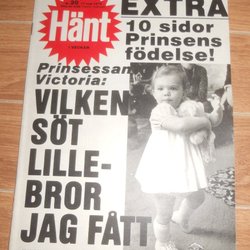 EXTRA
Hänt
I VECKAN
10 sidor
Prinsens
födelse!
Prinsessan
Victoria:
VILKEN
SÖT
LILLE-
BROR
JAG FÅTT